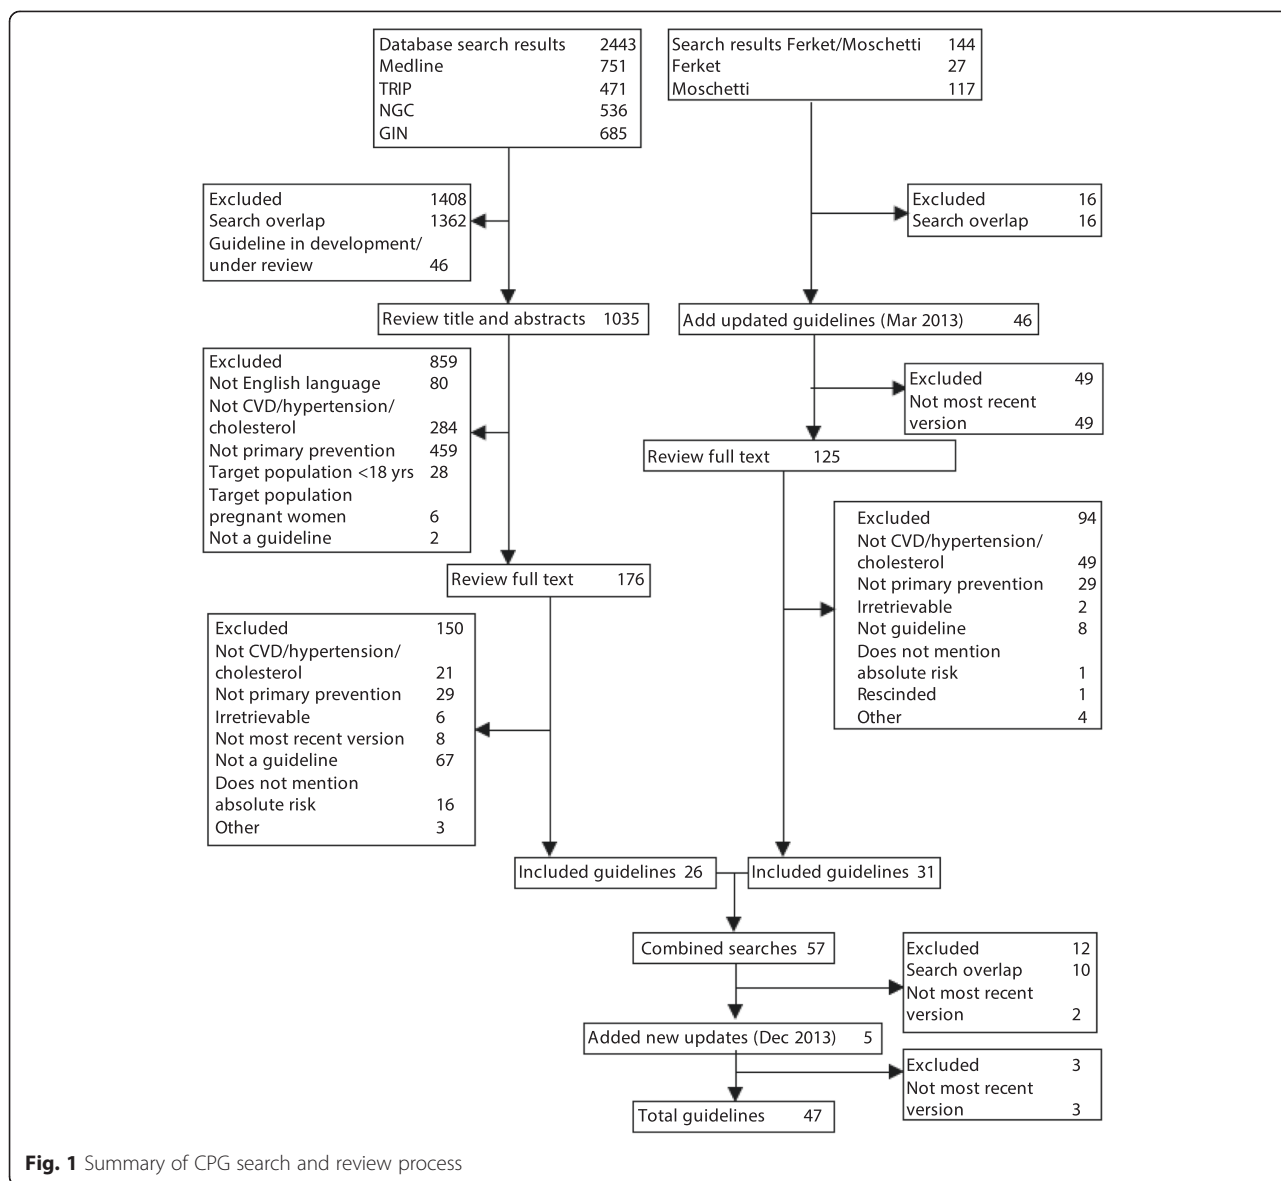 Database search results 2443
Medline 751
TRIP 471
NGC 536
GIN 685
Search results Ferket/Moschetti 144
Ferket 27
Moschetti 117
Excluded 1408
Search overlap 1362
Guideline in development/
under review 46
Excluded 16
Search overlap 16
Review title and abstracts 1035
Add updated guidelines (Mar 2013) 46
Excluded 859
Not English language 80
Not CVD/hypertension/
cholesterol 284
Not primary prevention 459
Target population <18 yrs 28
Target population
pregnant women 6
Not a guideline 2
Excluded 49
Not most recent
version 49
Review full text 125
Review full text 176
Excluded 94
Not CVD/hypertension/
cholesterol 49
Not primary prevention 29
Irretrievable 2
Not guideline 8
Does not mention
absolute risk 1
Rescinded 1
Other 4
Excluded 150
Not CVD/hypertension/
cholesterol 21
Not primary prevention 29
Irretrievable 6
Not most recent version 8
Not a guideline 67
Does not mention
absolute risk 16
Other 3
Included guidelines 26
Included guidelines 31
Combined searches 57
Excluded 12
Search overlap 10
Not most recent
version 2
Added new updates (Dec 2013) 5
Excluded 3
Not most recent
version 3
Total guidelines 47
Fig. 1 Summary of CPG search and review process